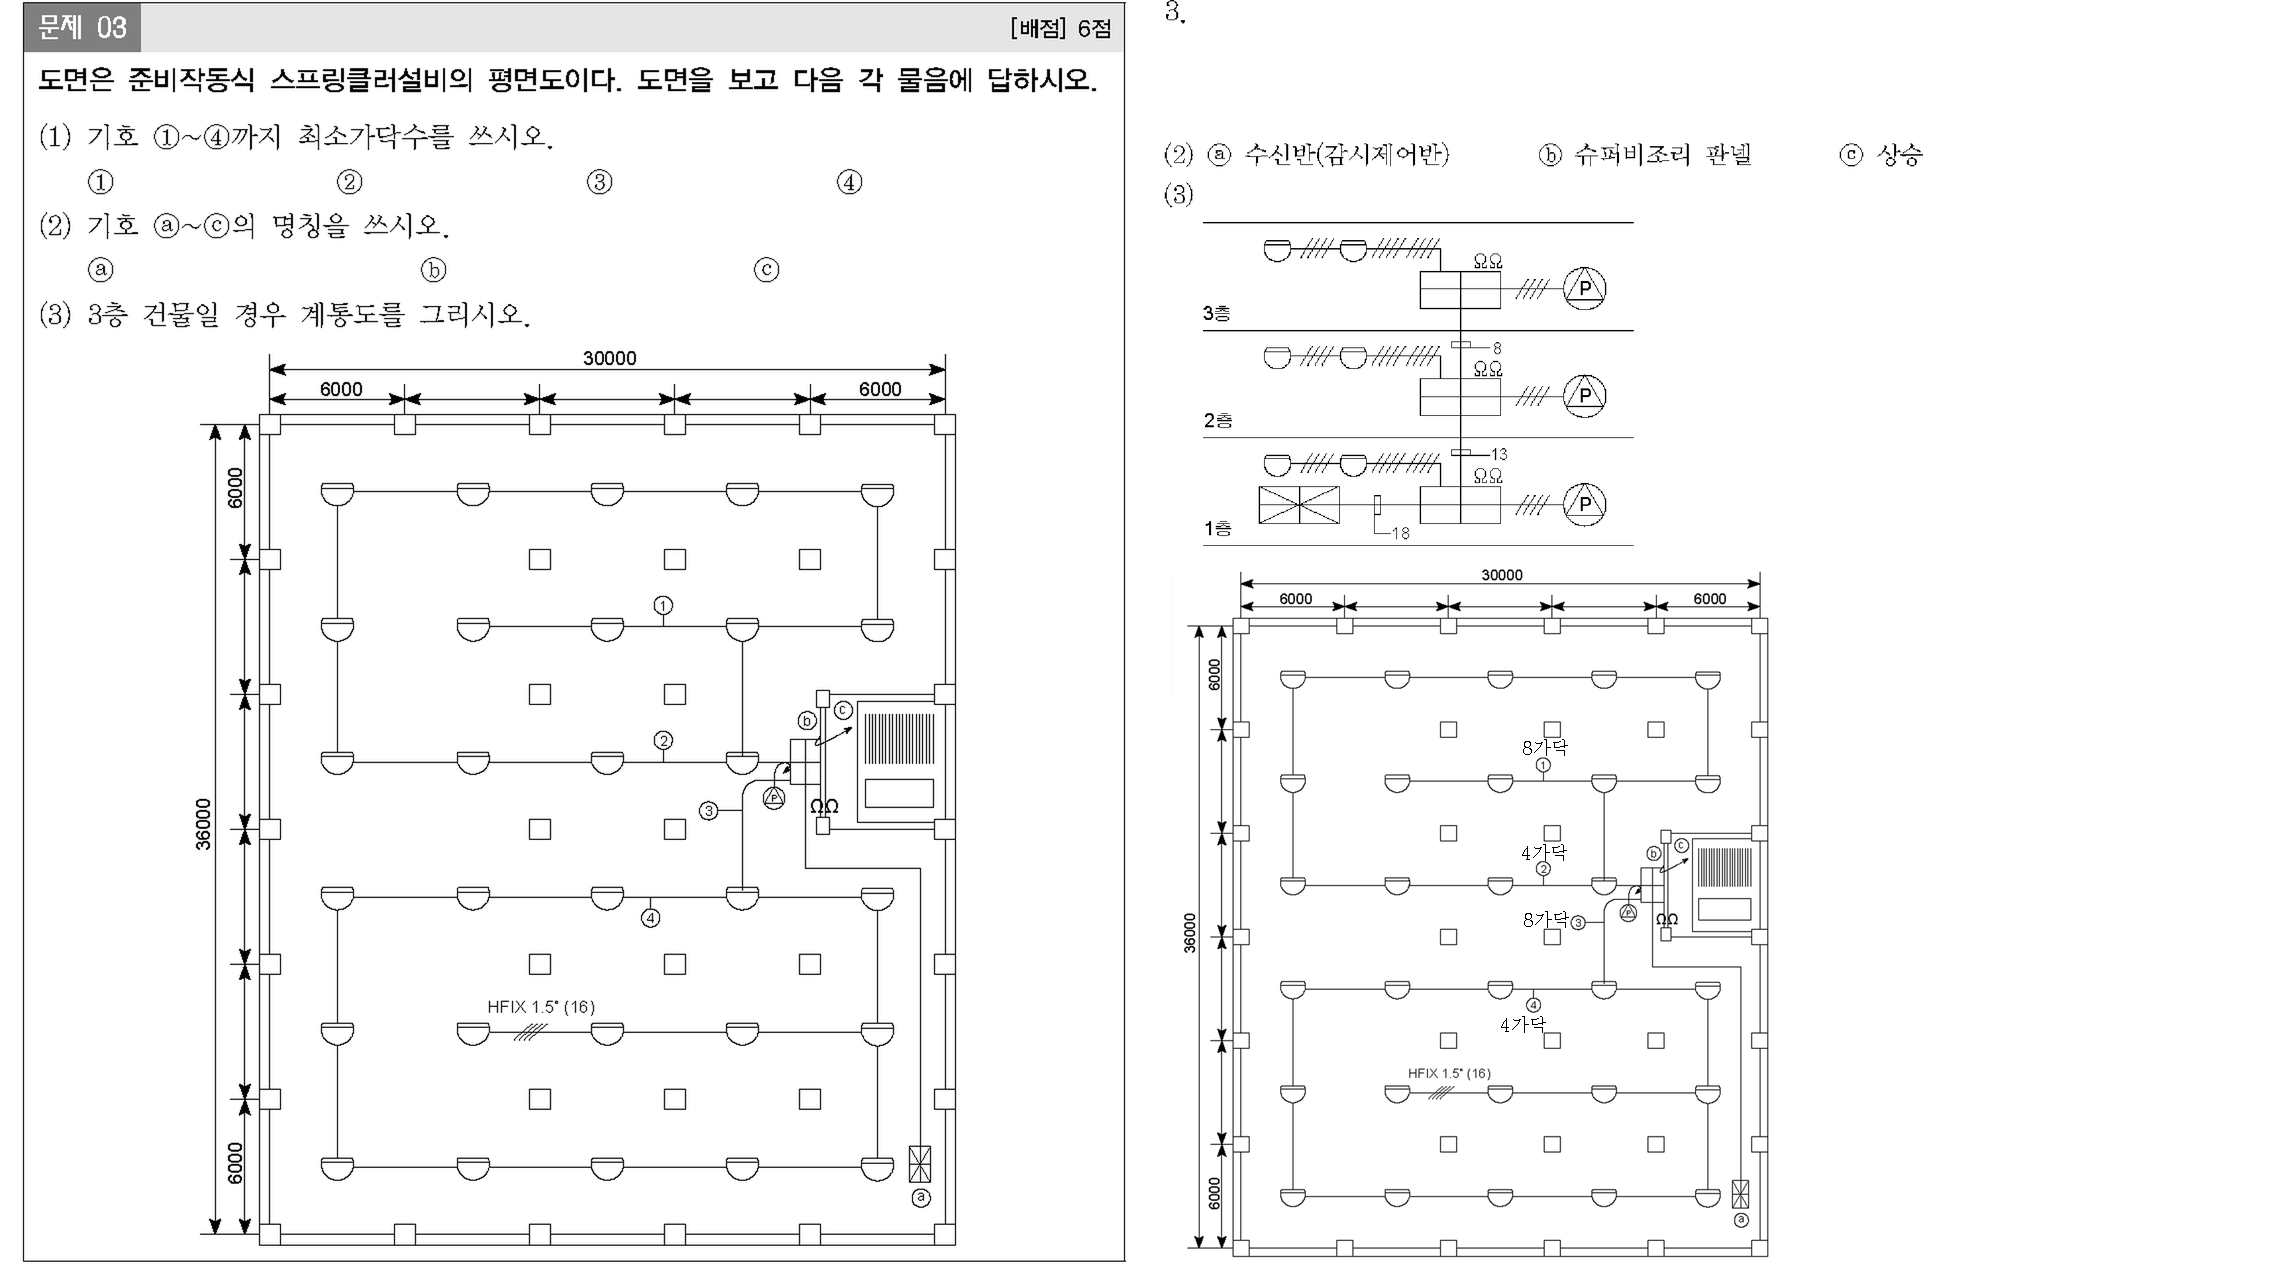 문제 03 [배점] 6점
도면은 준비작동식 스프링클러설비의 평면도이다. 도면을 보고 다음 각 물음에 답하시오.
(1) 기호 ①~④까지 최소가닥수를 쓰시오.
① ② ③ ④
(2) 기호 ⓐ~ⓒ의 명칭을 쓰시오.
ⓐ ⓑ ⓒ
(3) 3층 건물일 경우 계통도를 그리시오.
30000
6000 6000
6000
①
②
ⓑ ⓒ
P
ΩΩ
③
36000
④
HFIX 1.5° (16)
6000
ⓐ
3.
(2) ⓐ 수신반(감시제어반) ⓑ 슈퍼비조리 판넬 ⓒ 상승
(3)
ΩΩ
P
3층
8
ΩΩ
P
2층
13
ΩΩ
P
1층
18
30000
6000 6000
6000
8가닥
①
4가닥
②
ⓑ ⓒ
P
ΩΩ
8가닥 ③
36000
④
4가닥
HFIX 1.5° (16)
6000
ⓐ